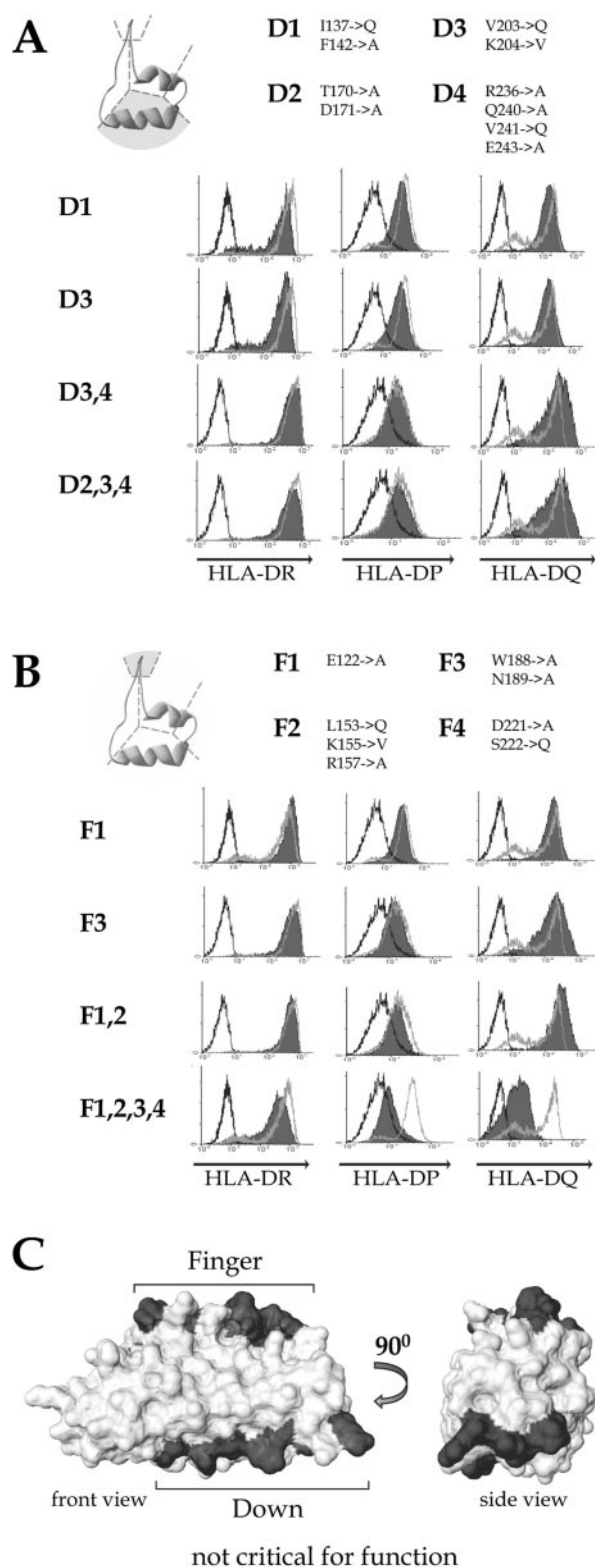 A
D1 I137->Q
F142->A
D3 V203->Q
K204->V
D2 T170->A
D171->A
D4 R236->A
Q240->A
V241->Q
E243->A
D1
D3
D3,4
D2,3,4
HLA-DR HLA-DP HLA-DQ
B
F1 E122->A
F3 W188->A
N189->A
F2 L153->Q
K155->V
R157->A
F4 D221->A
S222->Q
F1
F3
F1,2
F1,2,3,4
HLA-DR HLA-DP HLA-DQ
C
Finger
90⁰
front view Down side view
not critical for function